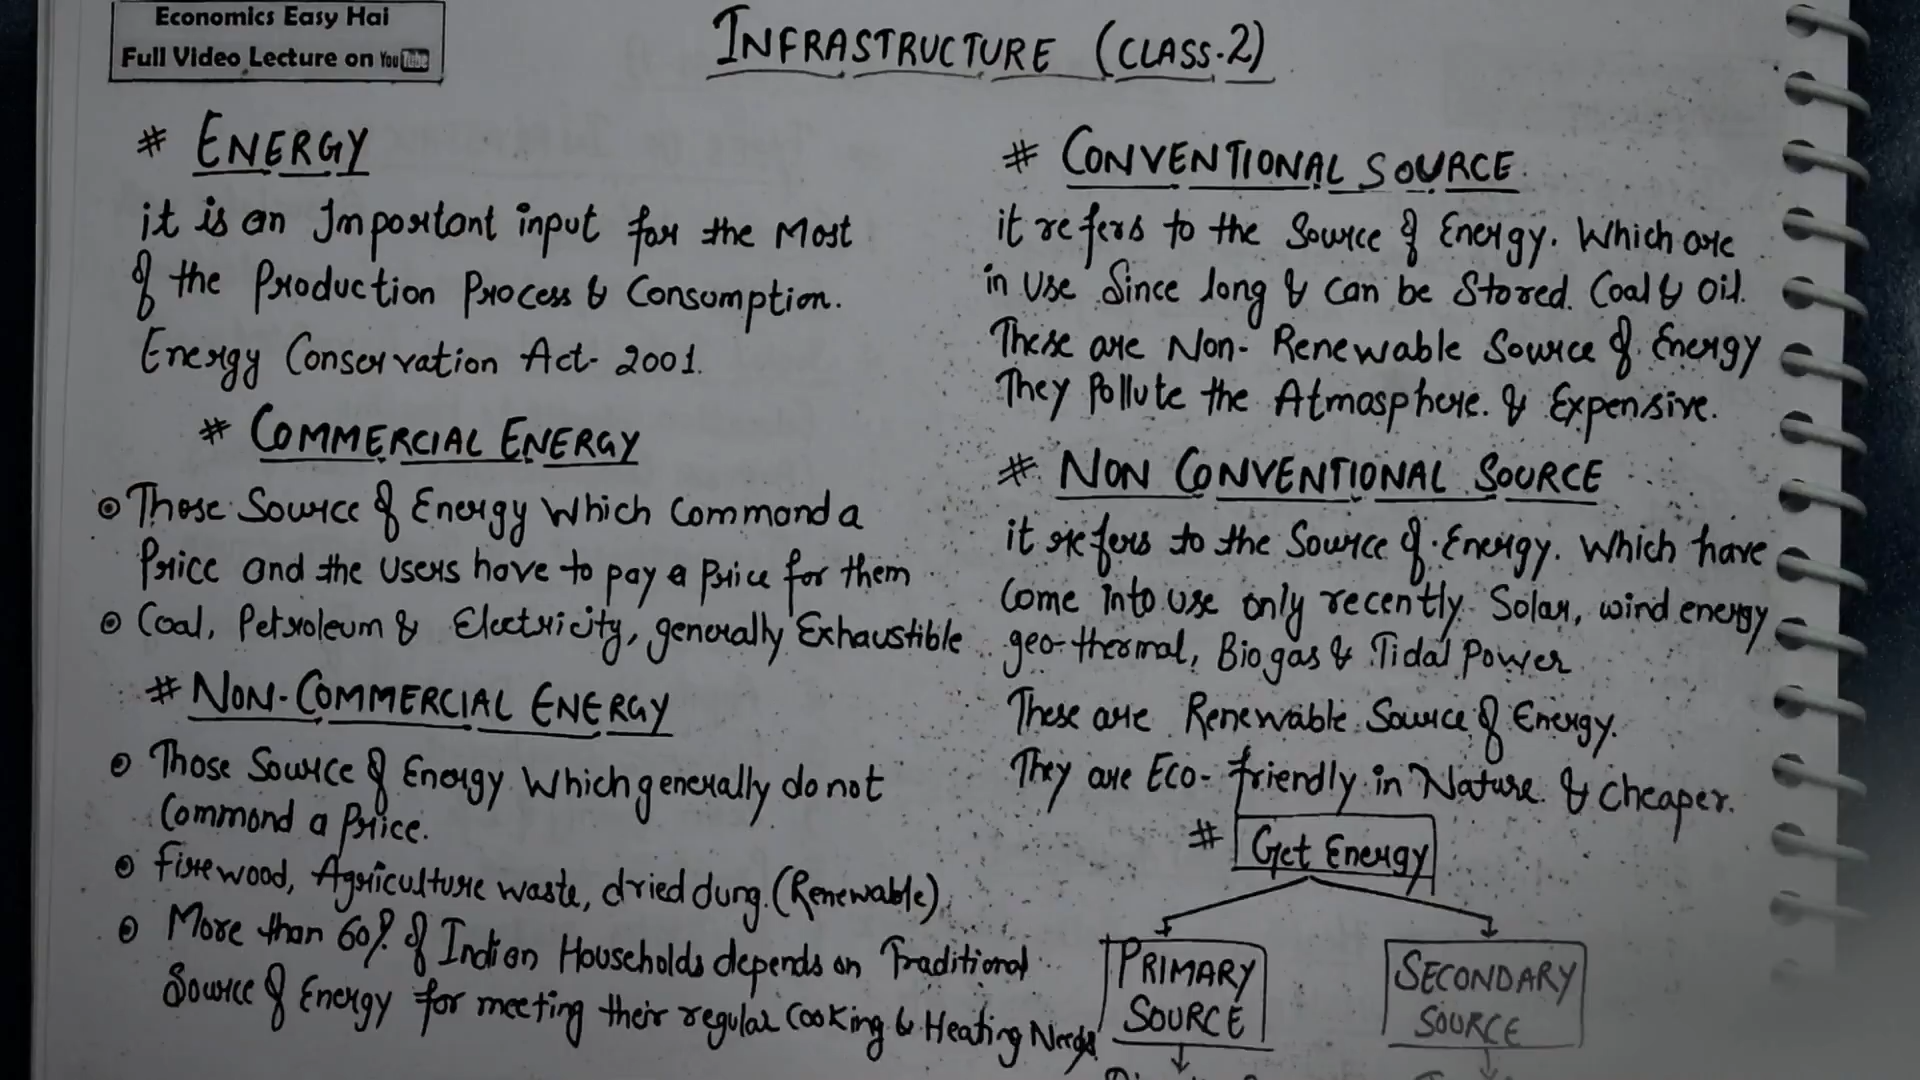 Economics Easy Hai
Full Video Lecture on YouTube
INFRASTRUCTURE (CLASS.2)
# ENERGY
it is an Important input for the Most
of the Production Process & Consumption.
Energy Conservation Act- 2001.
# COMMERCIAL ENERGY
Those Source of Energy Which Commond a
Price and the users have to pay a Price for them
Coal, Petroleum & Electricity, generally Exhaustible
# NON-COMMERCIAL ENERGY
Those Source of Energy Which generally do not
Commond a Price.
firewood, Agriculture waste, dried dung. (Renewable)
More than 60% of Indian Households depends on Traditional
Source of Energy for meeting their regular Cooking & Heating Needs
# CONVENTIONAL SOURCE
it refers to the Source of Energy. Which are
in Use Since long & can be Stored. Coal & Oil.
These are Non-Renewable Source of Energy
They Pollute the Atmosphere. & Expensive.
# NON CONVENTIONAL SOURCE
it refers to the Source of Energy. Which have
Come into use only recently. Solar, wind energy
geo-thermal, Biogas & Tidal Power
These are Renewable Source of Energy.
They are Eco-friendly in Nature & Cheaper.
# Get Energy
PRIMARY
SOURCE
SECONDARY
SOURCE